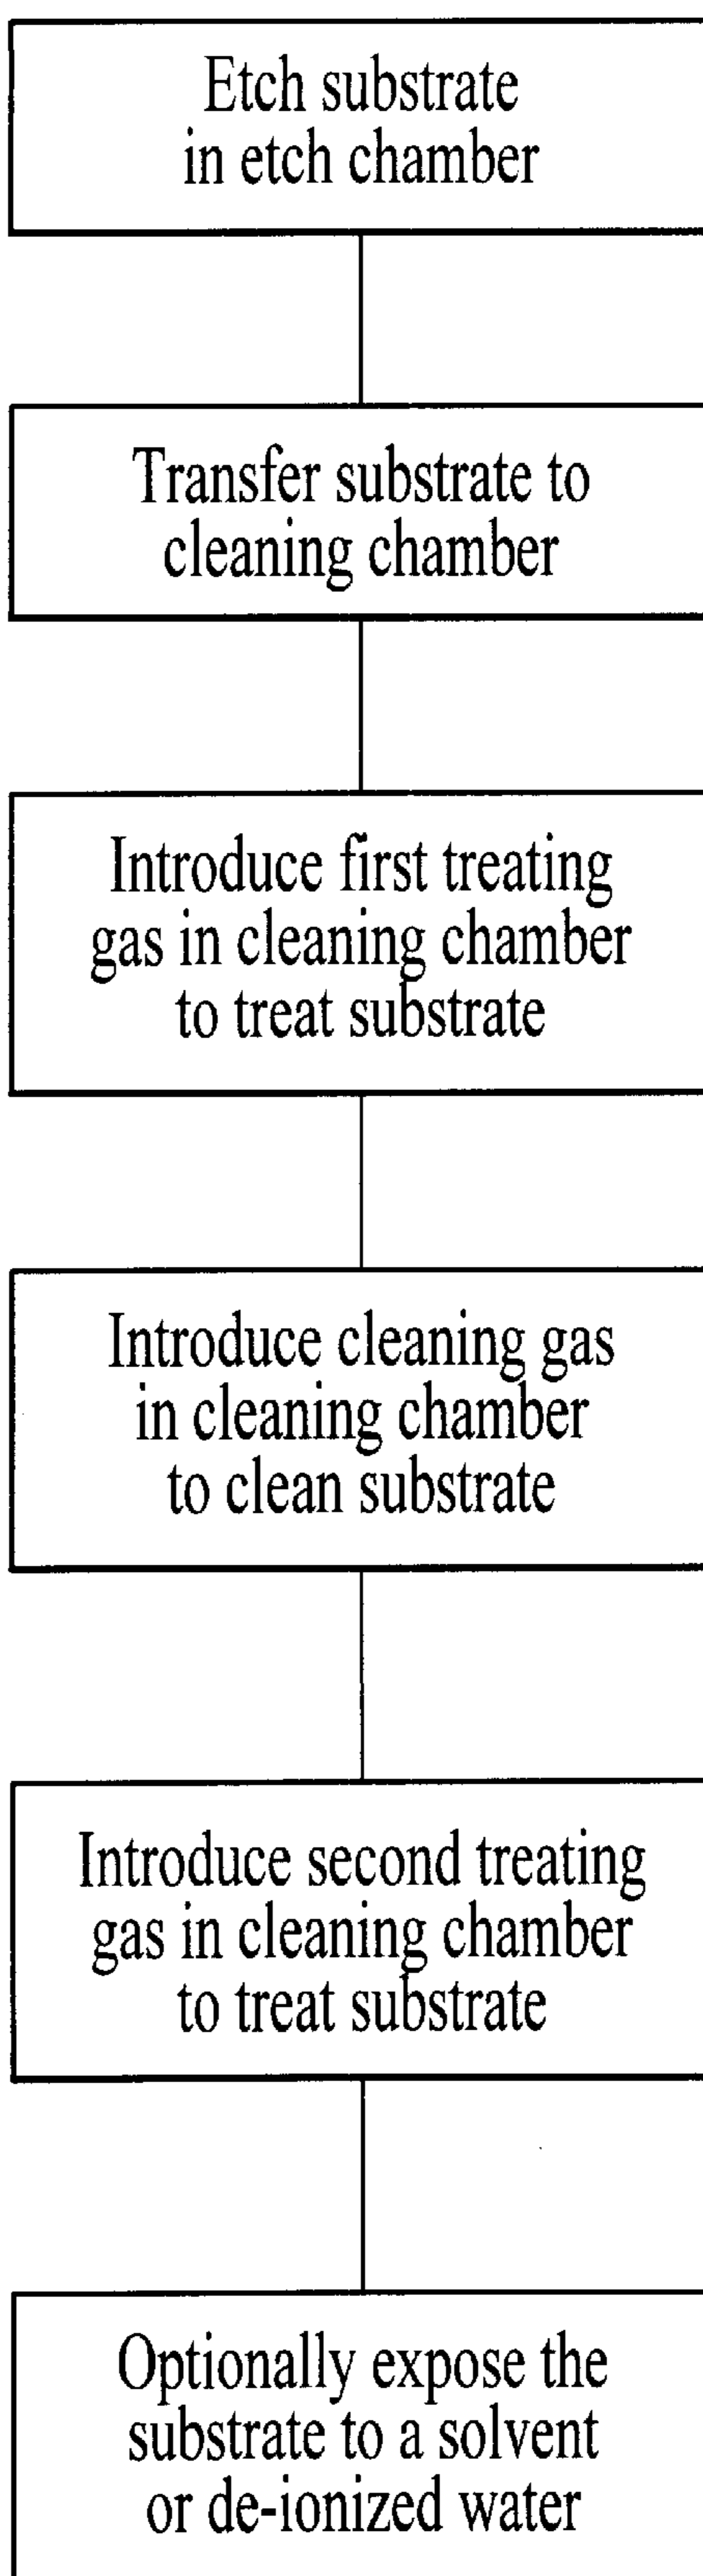 Etch substrate
in etch chamber
Transfer substrate to
cleaning chamber
Introduce first treating
gas in cleaning chamber
to treat substrate
Introduce cleaning gas
in cleaning chamber
to clean substrate
Introduce second treating
gas in cleaning chamber
to treat substrate
Optionally expose the
substrate to a solvent
or de-ionized water